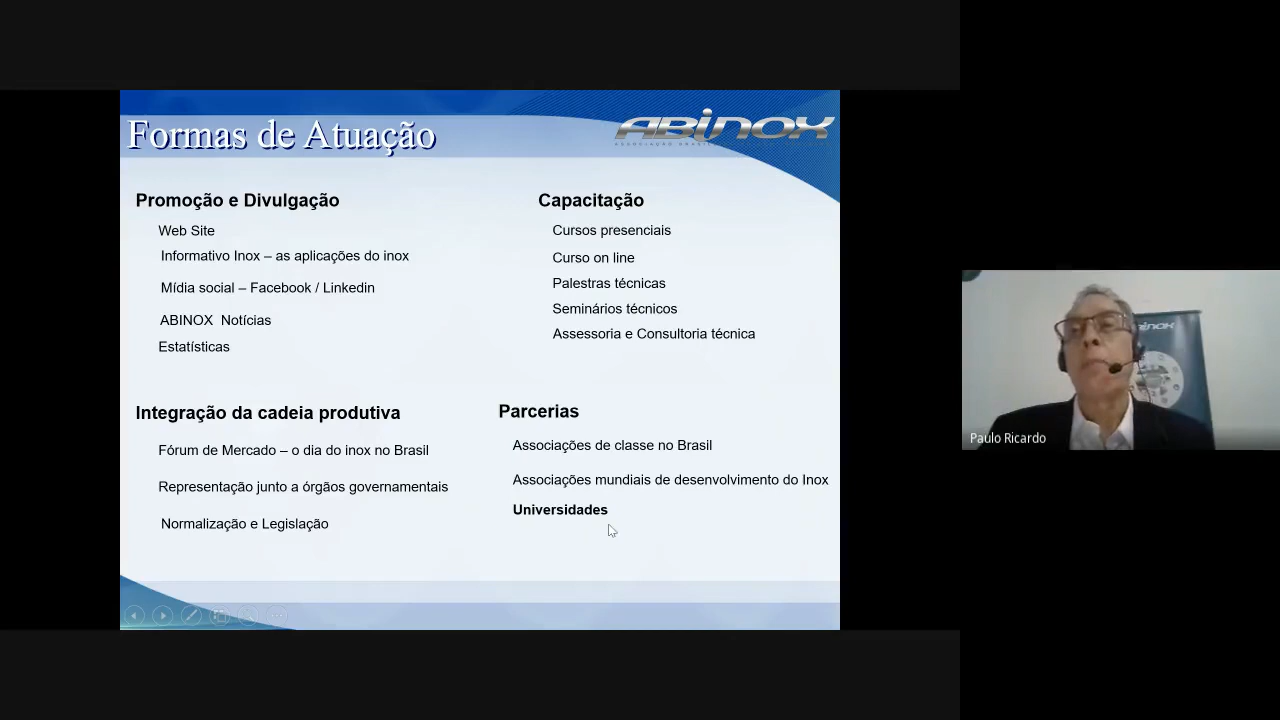 Formas de Atuação
ABINOX
Promoção e Divulgação
Web Site
Informativo Inox – as aplicações do inox
Mídia social – Facebook / Linkedin
ABINOX Notícias
Estatísticas
Capacitação
Cursos presenciais
Curso on line
Palestras técnicas
Seminários técnicos
Assessoria e Consultoria técnica
Integração da cadeia produtiva
Fórum de Mercado – o dia do inox no Brasil
Representação junto a órgãos governamentais
Normalização e Legislação
Parcerias
Associações de classe no Brasil
Associações mundiais de desenvolvimento do Inox
Universidades
Paulo Ricardo